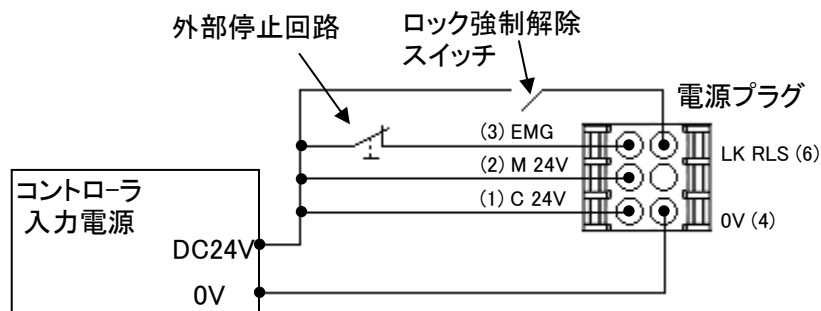 外部停止回路
ロック強制解除
スイッチ
電源プラグ
(3) EMG
LK RLS (6)
(2) M 24V
(1) C 24V
0V (4)
コントローラ
入力電源
DC24V
0V